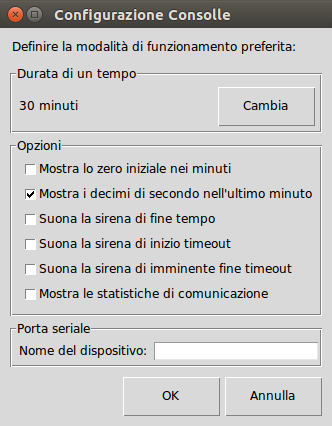 Configurazione Consolle
Definire la modalità di funzionamento preferita:
Durata di un tempo
30 minuti
Cambia
Opzioni
Mostra lo zero iniziale nei minuti
Mostra i decimi di secondo nell'ultimo minuto
Suona la sirena di fine tempo
Suona la sirena di inizio timeout
Suona la sirena di imminente fine timeout
Mostra le statistiche di comunicazione
Porta seriale
Nome del dispositivo:
OK
Annulla